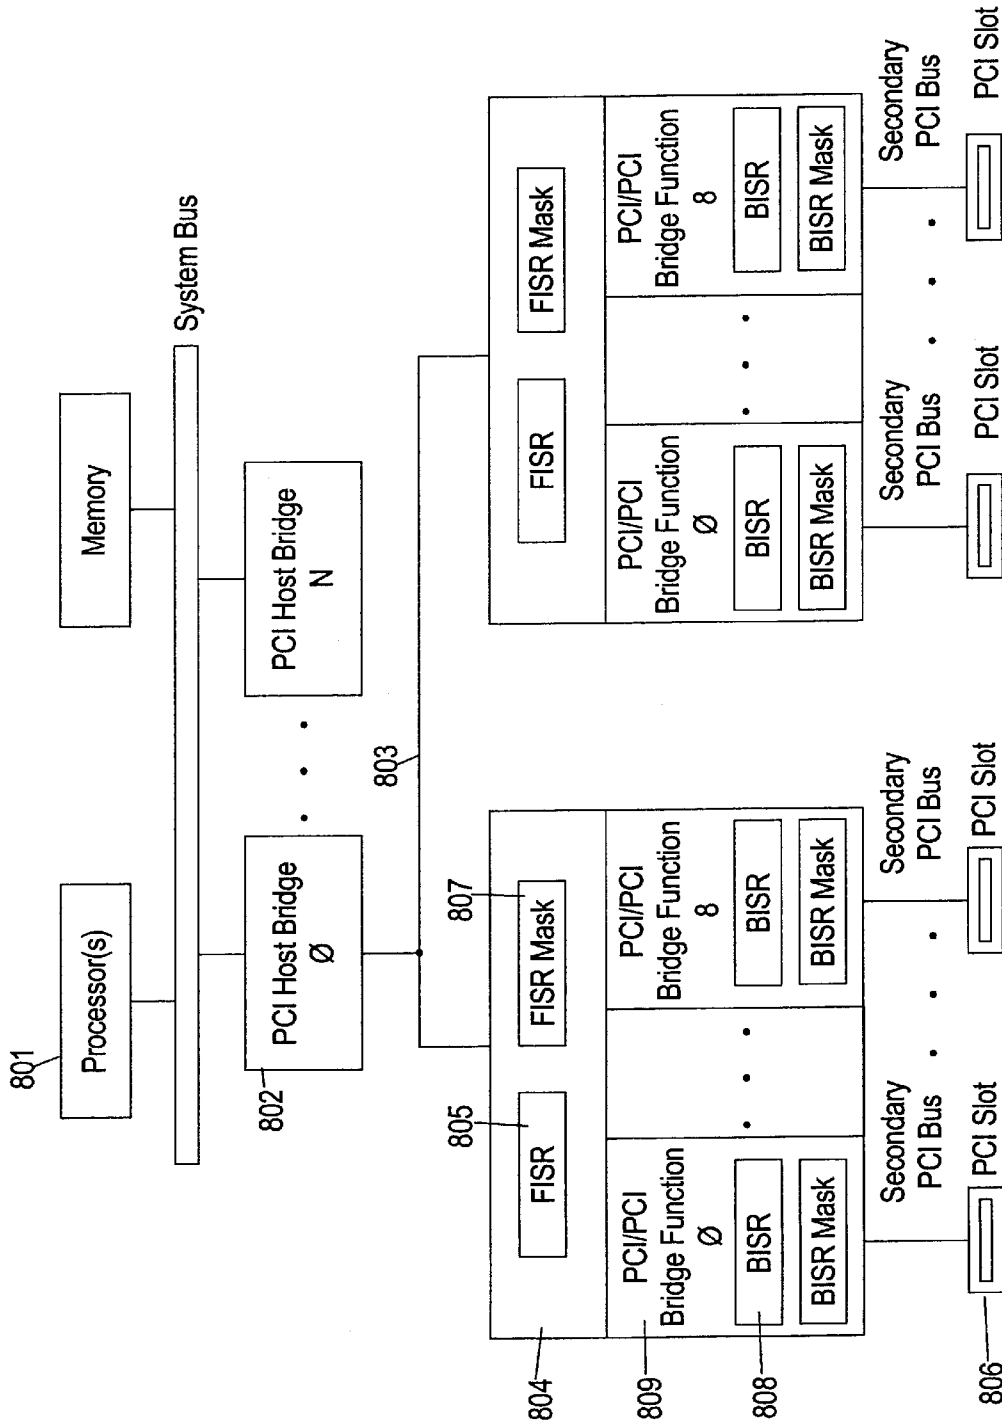 801
Processor(s)
Memory
System Bus
802
PCI Host Bridge
Ø
PCI Host Bridge
N
803
804
805
FISR
807
FISR Mask
FISR
FISR Mask
809
PCI/PCI
Bridge Function
Ø
PCI/PCI
Bridge Function
8
PCI/PCI
Bridge Function
Ø
PCI/PCI
Bridge Function
8
808
BISR
BISR
BISR
BISR
BISR Mask
BISR Mask
BISR Mask
BISR Mask
Secondary
PCI Bus
Secondary
PCI Bus
Secondary
PCI Bus
Secondary
PCI Bus
806
PCI Slot
PCI Slot
PCI Slot
PCI Slot